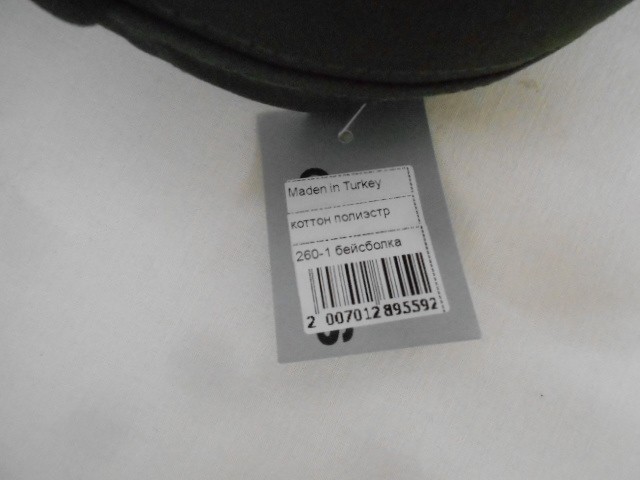 Maden in Turkey
коттон полиэстр
260-1 бейсболка
2 007012 895592